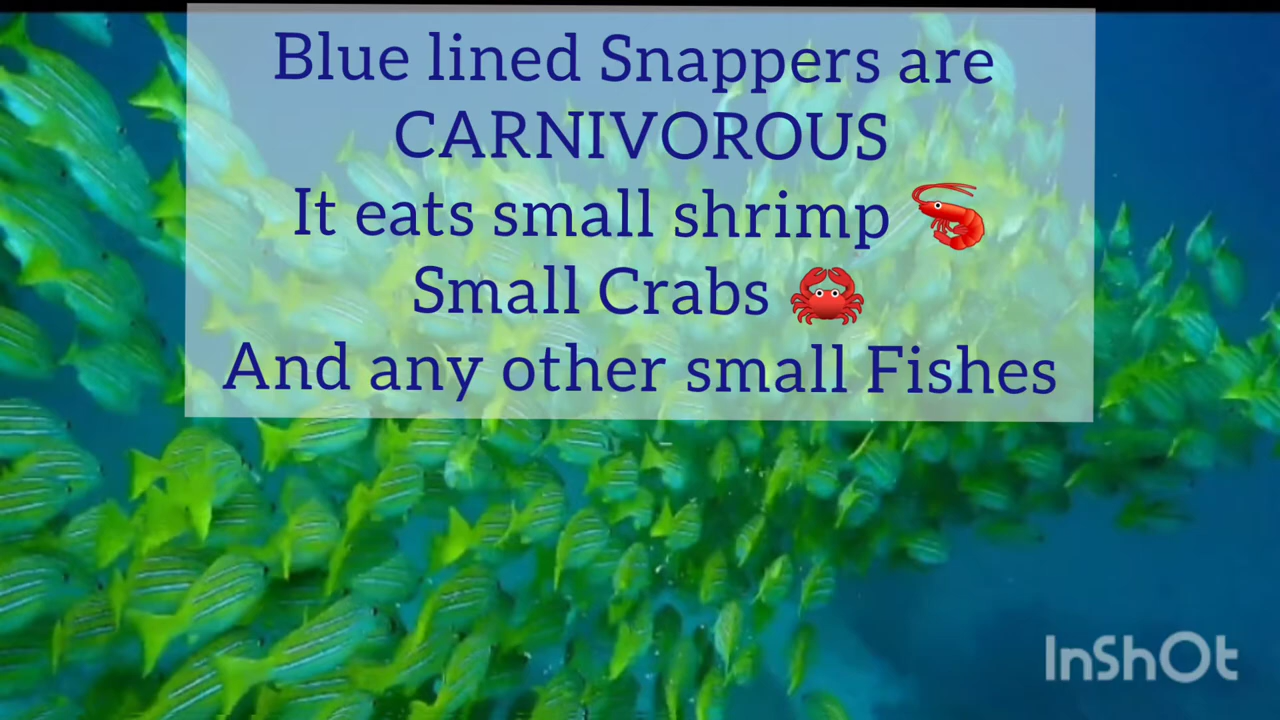 Blue lined Snappers are
CARNIVOROUS
It eats small shrimp 🦐
Small Crabs 🦀
And any other small Fishes
InShOt